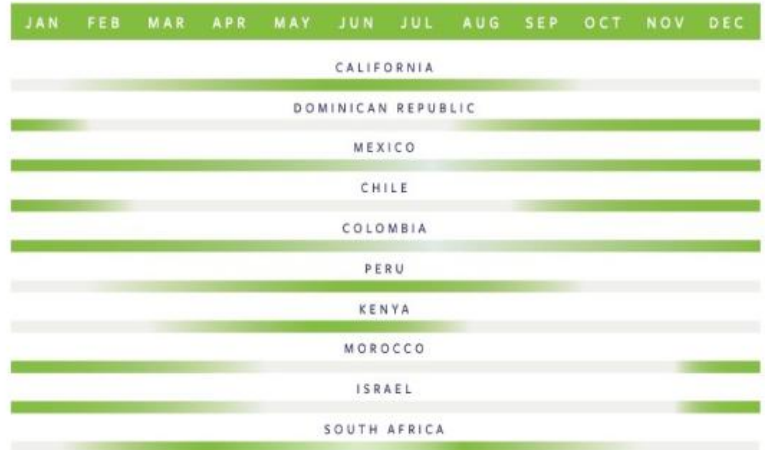 JAN FEB MAR APR MAY JUN JUL AUG SEP OCT NOV DEC
CALIFORNIA
DOMINICAN REPUBLIC
MEXICO
CHILE
COLOMBIA
PERU
KENYA
MOROCCO
ISRAEL
SOUTH AFRICA